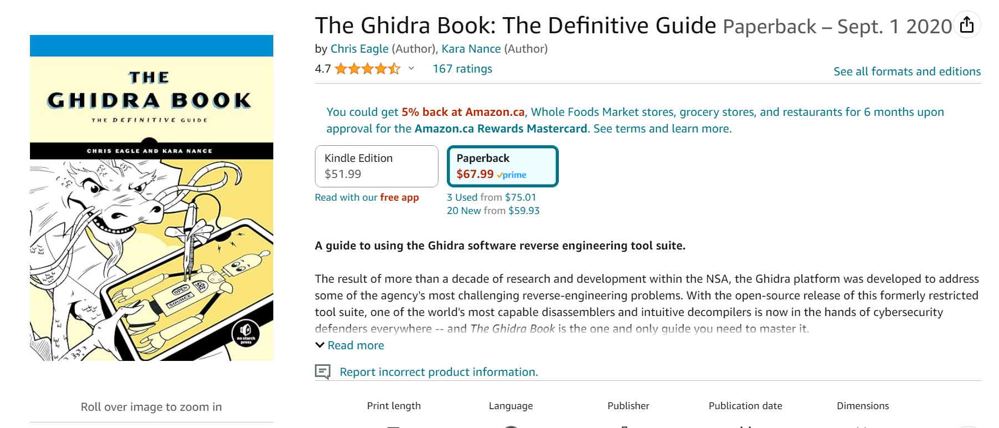 THE
GHIDRA BOOK
THE DEFINITIVE GUIDE
CHRIS EAGLE AND KARA NANCE
OPEN
SRE
SOURCE
no starch
press
Roll over image to zoom in
The Ghidra Book: The Definitive Guide Paperback – Sept. 1 2020
by Chris Eagle (Author), Kara Nance (Author)
4.7 167 ratings
See all formats and editions
You could get 5% back at Amazon.ca, Whole Foods Market stores, grocery stores, and restaurants for 6 months upon
approval for the Amazon.ca Rewards Mastercard. See terms and learn more.
Kindle Edition
$51.99
Read with our free app
Paperback
$67.99 prime
3 Used from $75.01
20 New from $59.93
A guide to using the Ghidra software reverse engineering tool suite.
The result of more than a decade of research and development within the NSA, the Ghidra platform was developed to address
some of the agency's most challenging reverse-engineering problems. With the open-source release of this formerly restricted
tool suite, one of the world's most capable disassemblers and intuitive decompilers is now in the hands of cybersecurity
defenders everywhere -- and The Ghidra Book is the one and only guide you need to master it.
Read more
Report incorrect product information.
Print length Language Publisher Publication date Dimensions